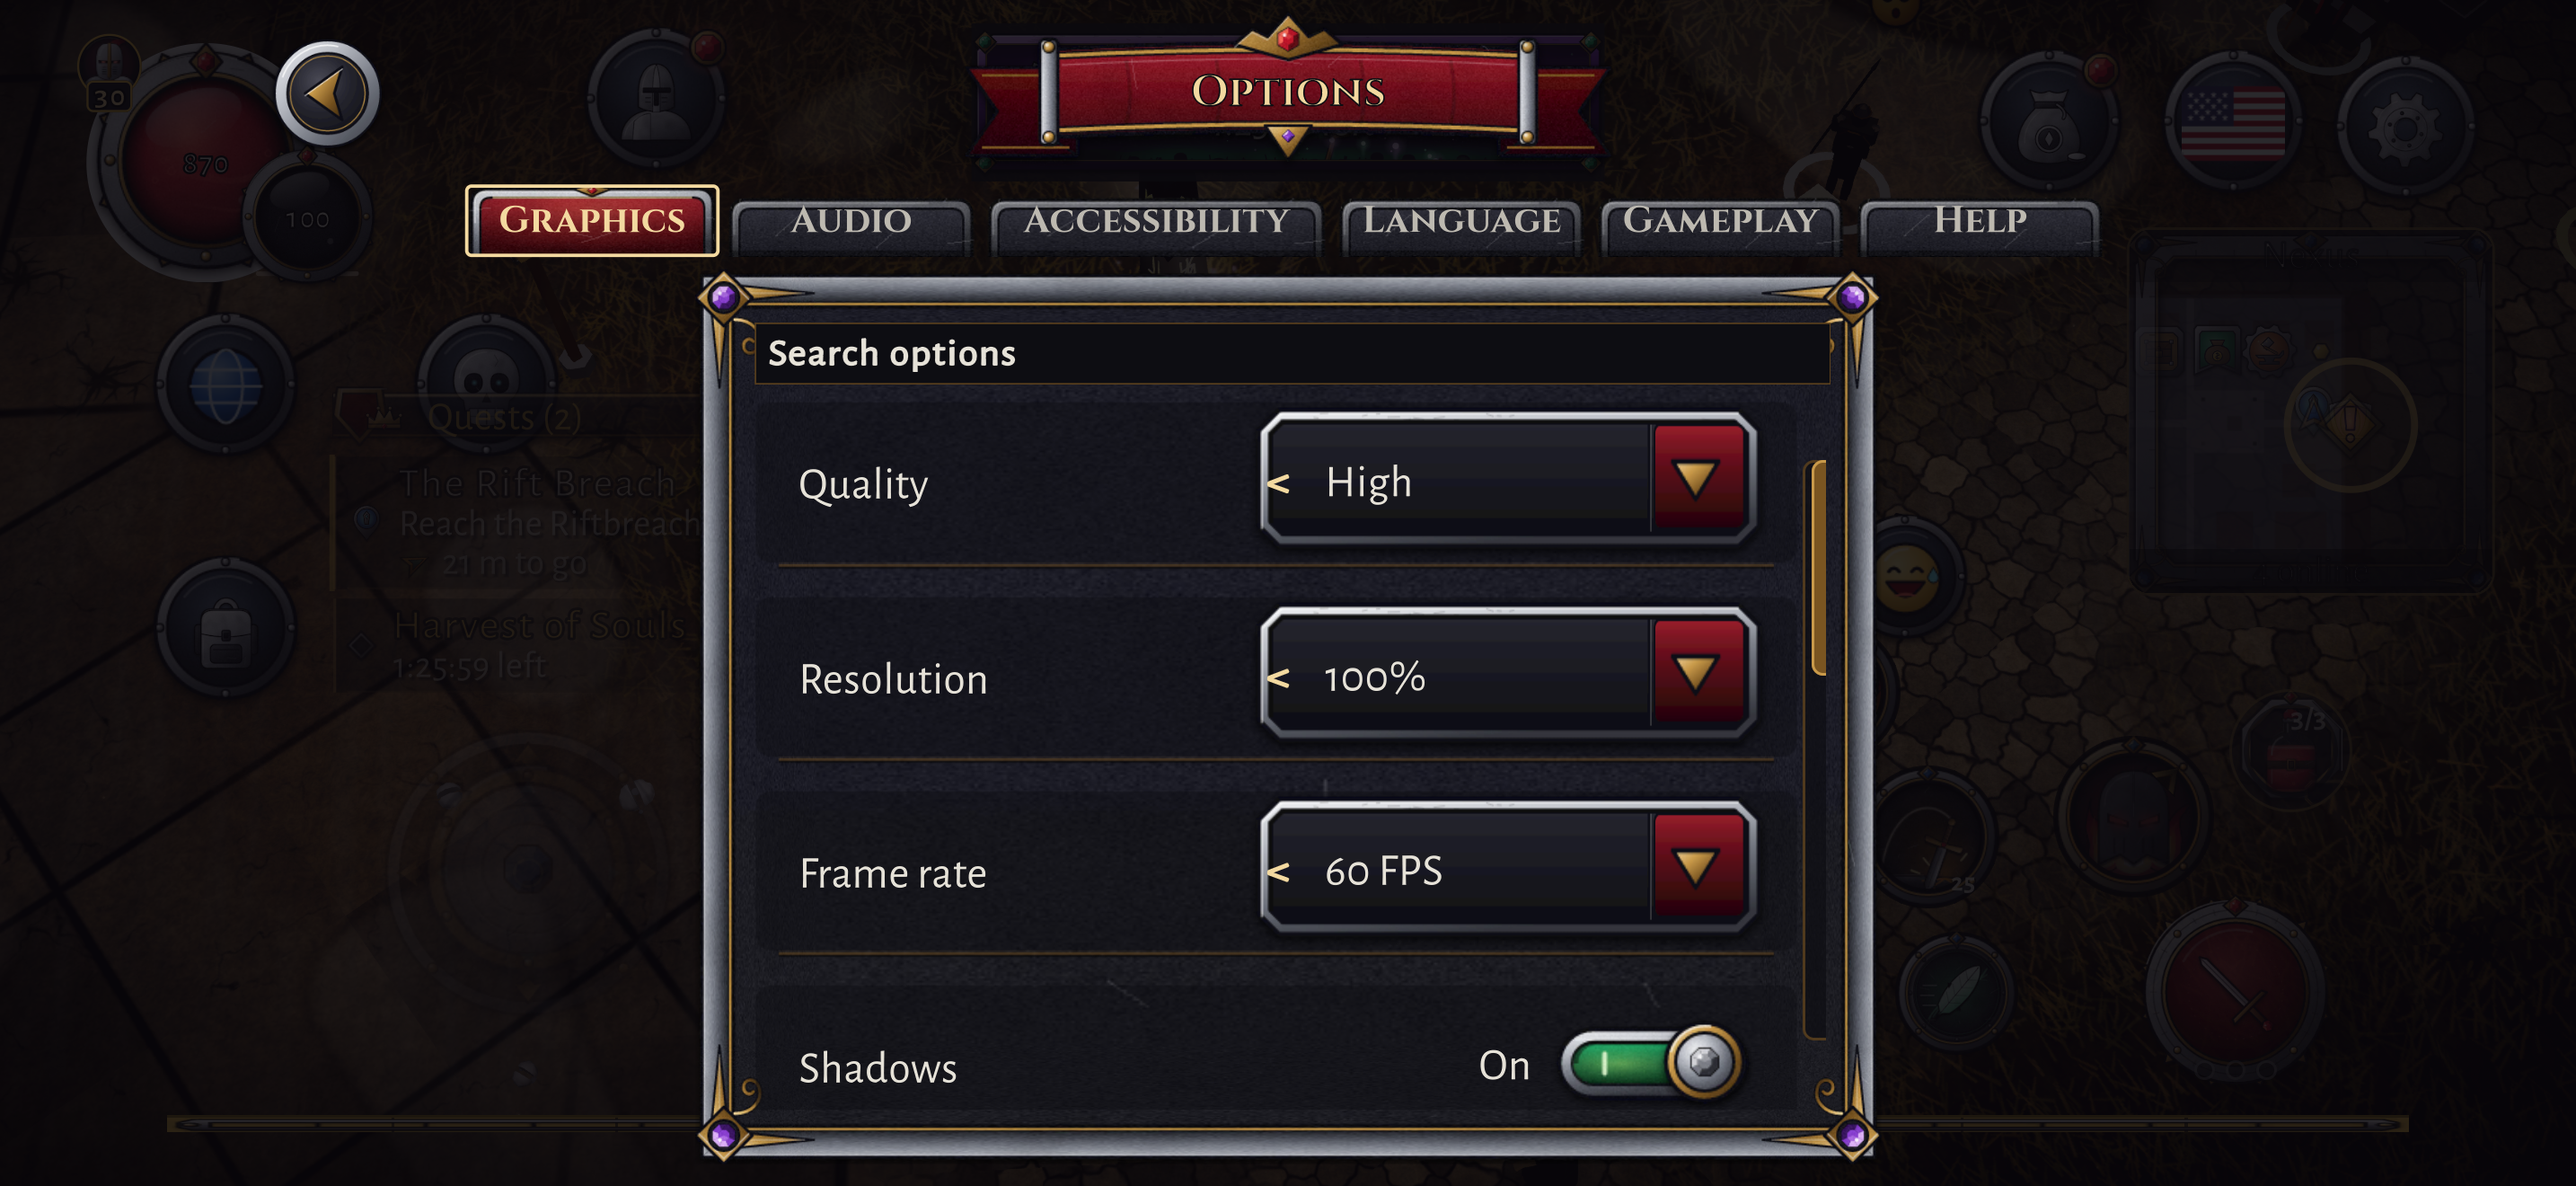 30
OPTIONS
870
100
GRAPHICS
AUDIO
ACCESSIBILITY
LANGUAGE
GAMEPLAY
HELP
Search options
Quests (2)
The Rift Breach
Reach the Riftbreach
21 m to go
Harvest of Souls
1:25:59 left
Quality
< High
Resolution
< 100%
Frame rate
< 60 FPS
Shadows
On
3/3
25